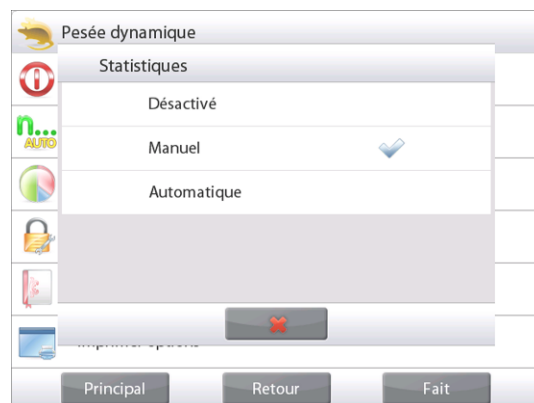 Pesée dynamique
Statistiques
Désactivé
n...
AUTO
Manuel
Automatique
Principal
Retour
Fait